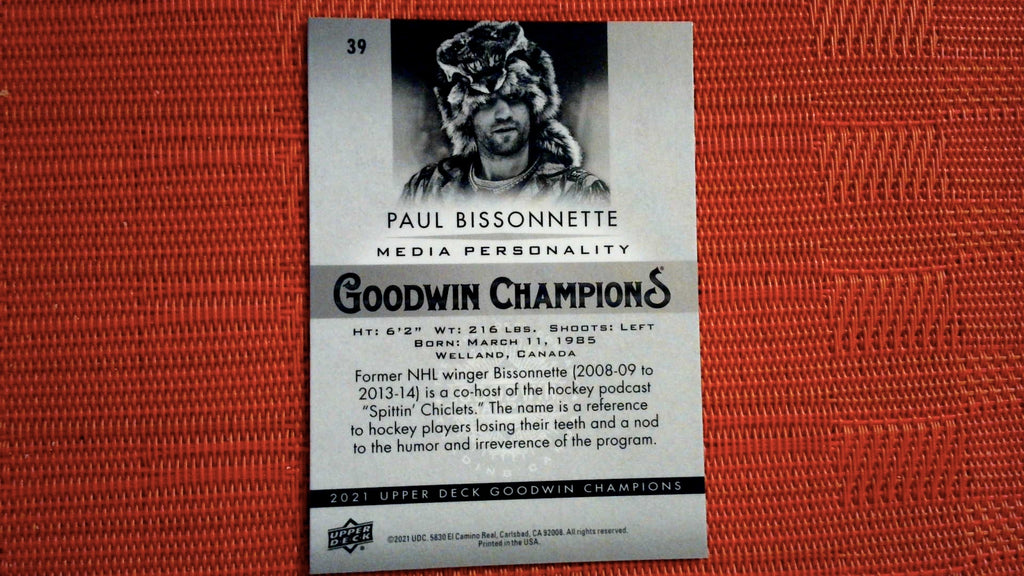 39
PAUL BISSONNETTE
MEDIA PERSONALITY
GOODWIN CHAMPIONS
HT: 6'2" WT: 216 LBS. SHOOTS: LEFT
BORN: MARCH 11, 1985
WELLAND, CANADA
Former NHL winger Bissonnette (2008-09 to
2013-14) is a co-host of the hockey podcast
"Spittin' Chiclets." The name is a reference
to hockey players losing their teeth and a nod
to the humor and irreverence of the program.
2021 UPPER DECK GOODWIN CHAMPIONS
UPPER
DECK
©2021 UDC. 5830 El Camino Real, Carlsbad, CA 92008. All rights reserved.
Printed in the USA.